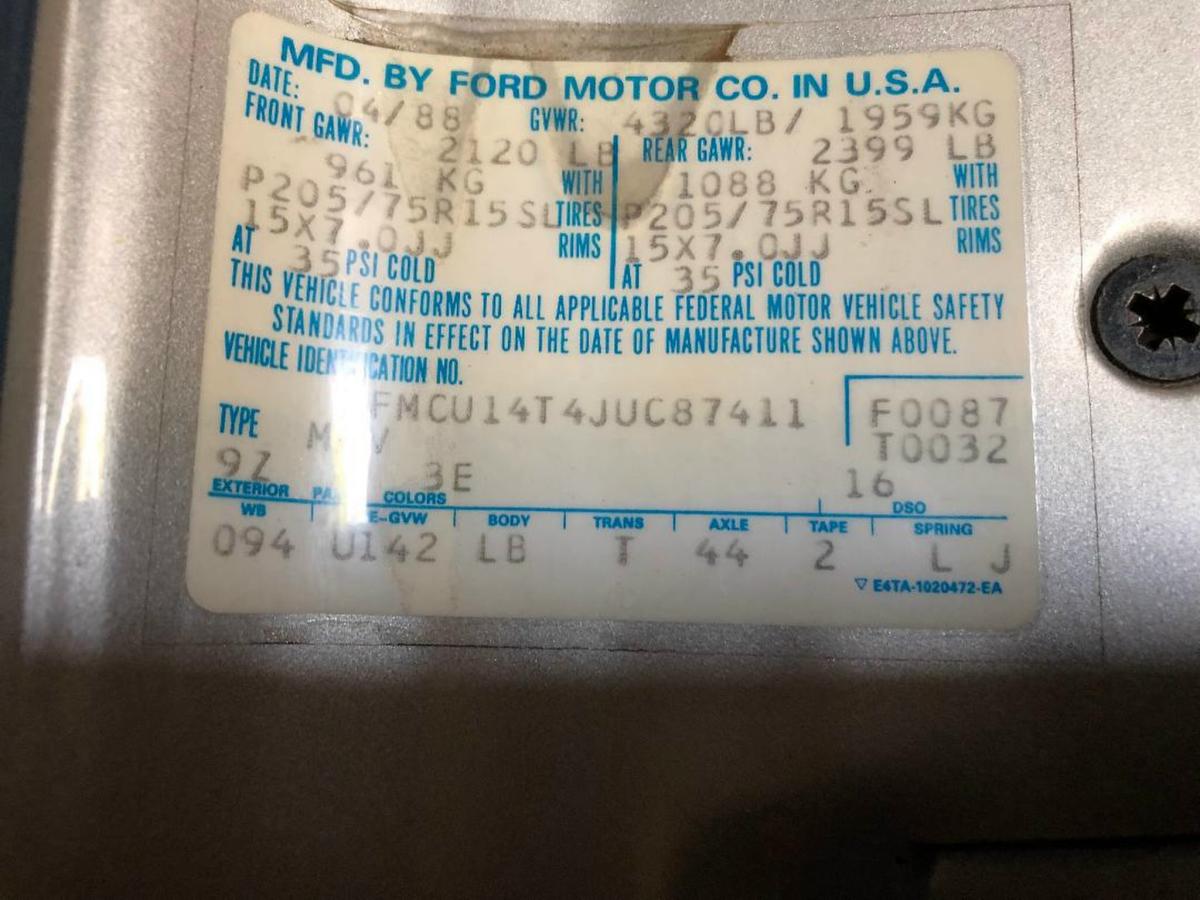 MFD. BY FORD MOTOR CO. IN U.S.A.
DATE: 04/88 GVWR: 4320LB/ 1959KG
FRONT GAWR: 2120 LB REAR GAWR: 2399 LB
961 KG WITH 1088 KG WITH
P205/75R15SL TIRES P205/75R15SL TIRES
15X7.0JJ RIMS 15X7.0JJ RIMS
AT 35 PSI COLD AT 35 PSI COLD
THIS VEHICLE CONFORMS TO ALL APPLICABLE FEDERAL MOTOR VEHICLE SAFETY
STANDARDS IN EFFECT ON THE DATE OF MANUFACTURE SHOWN ABOVE.
VEHICLE IDENTIFICATION NO.
FMCU14T4JUC87411 F0087
TYPE T0032
9Z 3E 16
EXTERIOR COLORS DSO
WB E-GVW BODY TRANS AXLE TAPE SPRING
094 U142 LB T 44 2 L J
▽ E4TA-1020472-EA